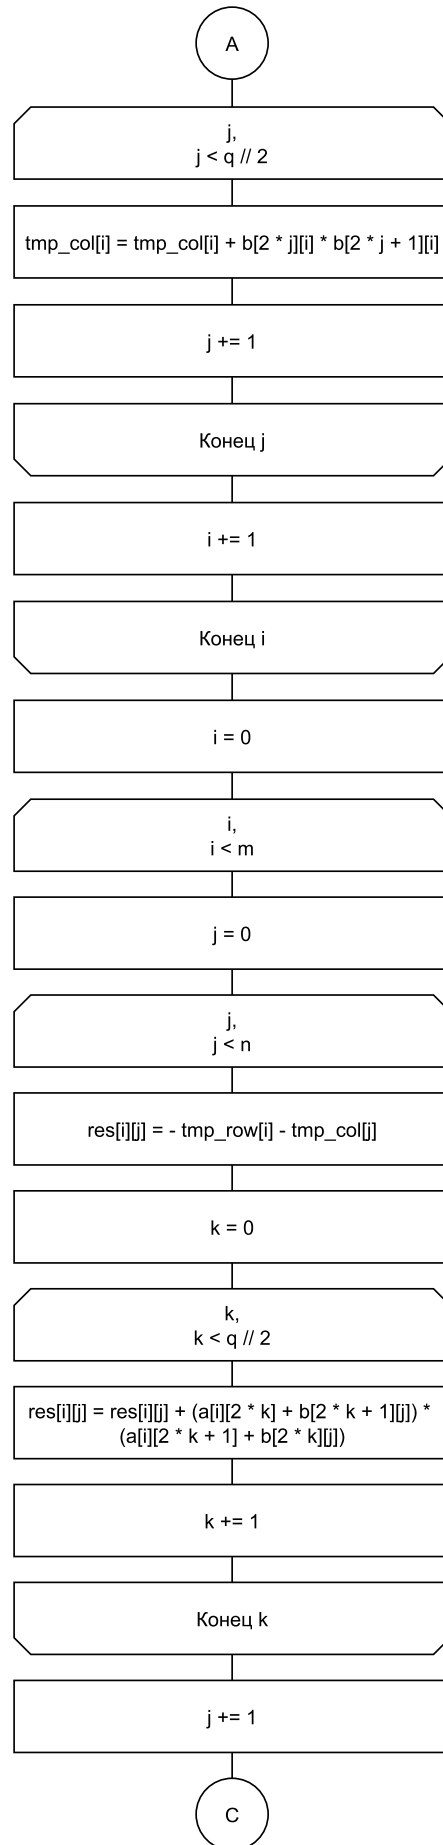 A
j,
j < q // 2
tmp_col[i] = tmp_col[i] + b[2 * j][i] * b[2 * j + 1][i]
j += 1
Конец j
i += 1
Конец i
i = 0
i,
i < m
j = 0
j,
j < n
res[i][j] = - tmp_row[i] - tmp_col[j]
k = 0
k,
k < q // 2
res[i][j] = res[i][j] + (a[i][2 * k] + b[2 * k + 1][j]) *
(a[i][2 * k + 1] + b[2 * k][j])
k += 1
Конец k
j += 1
C